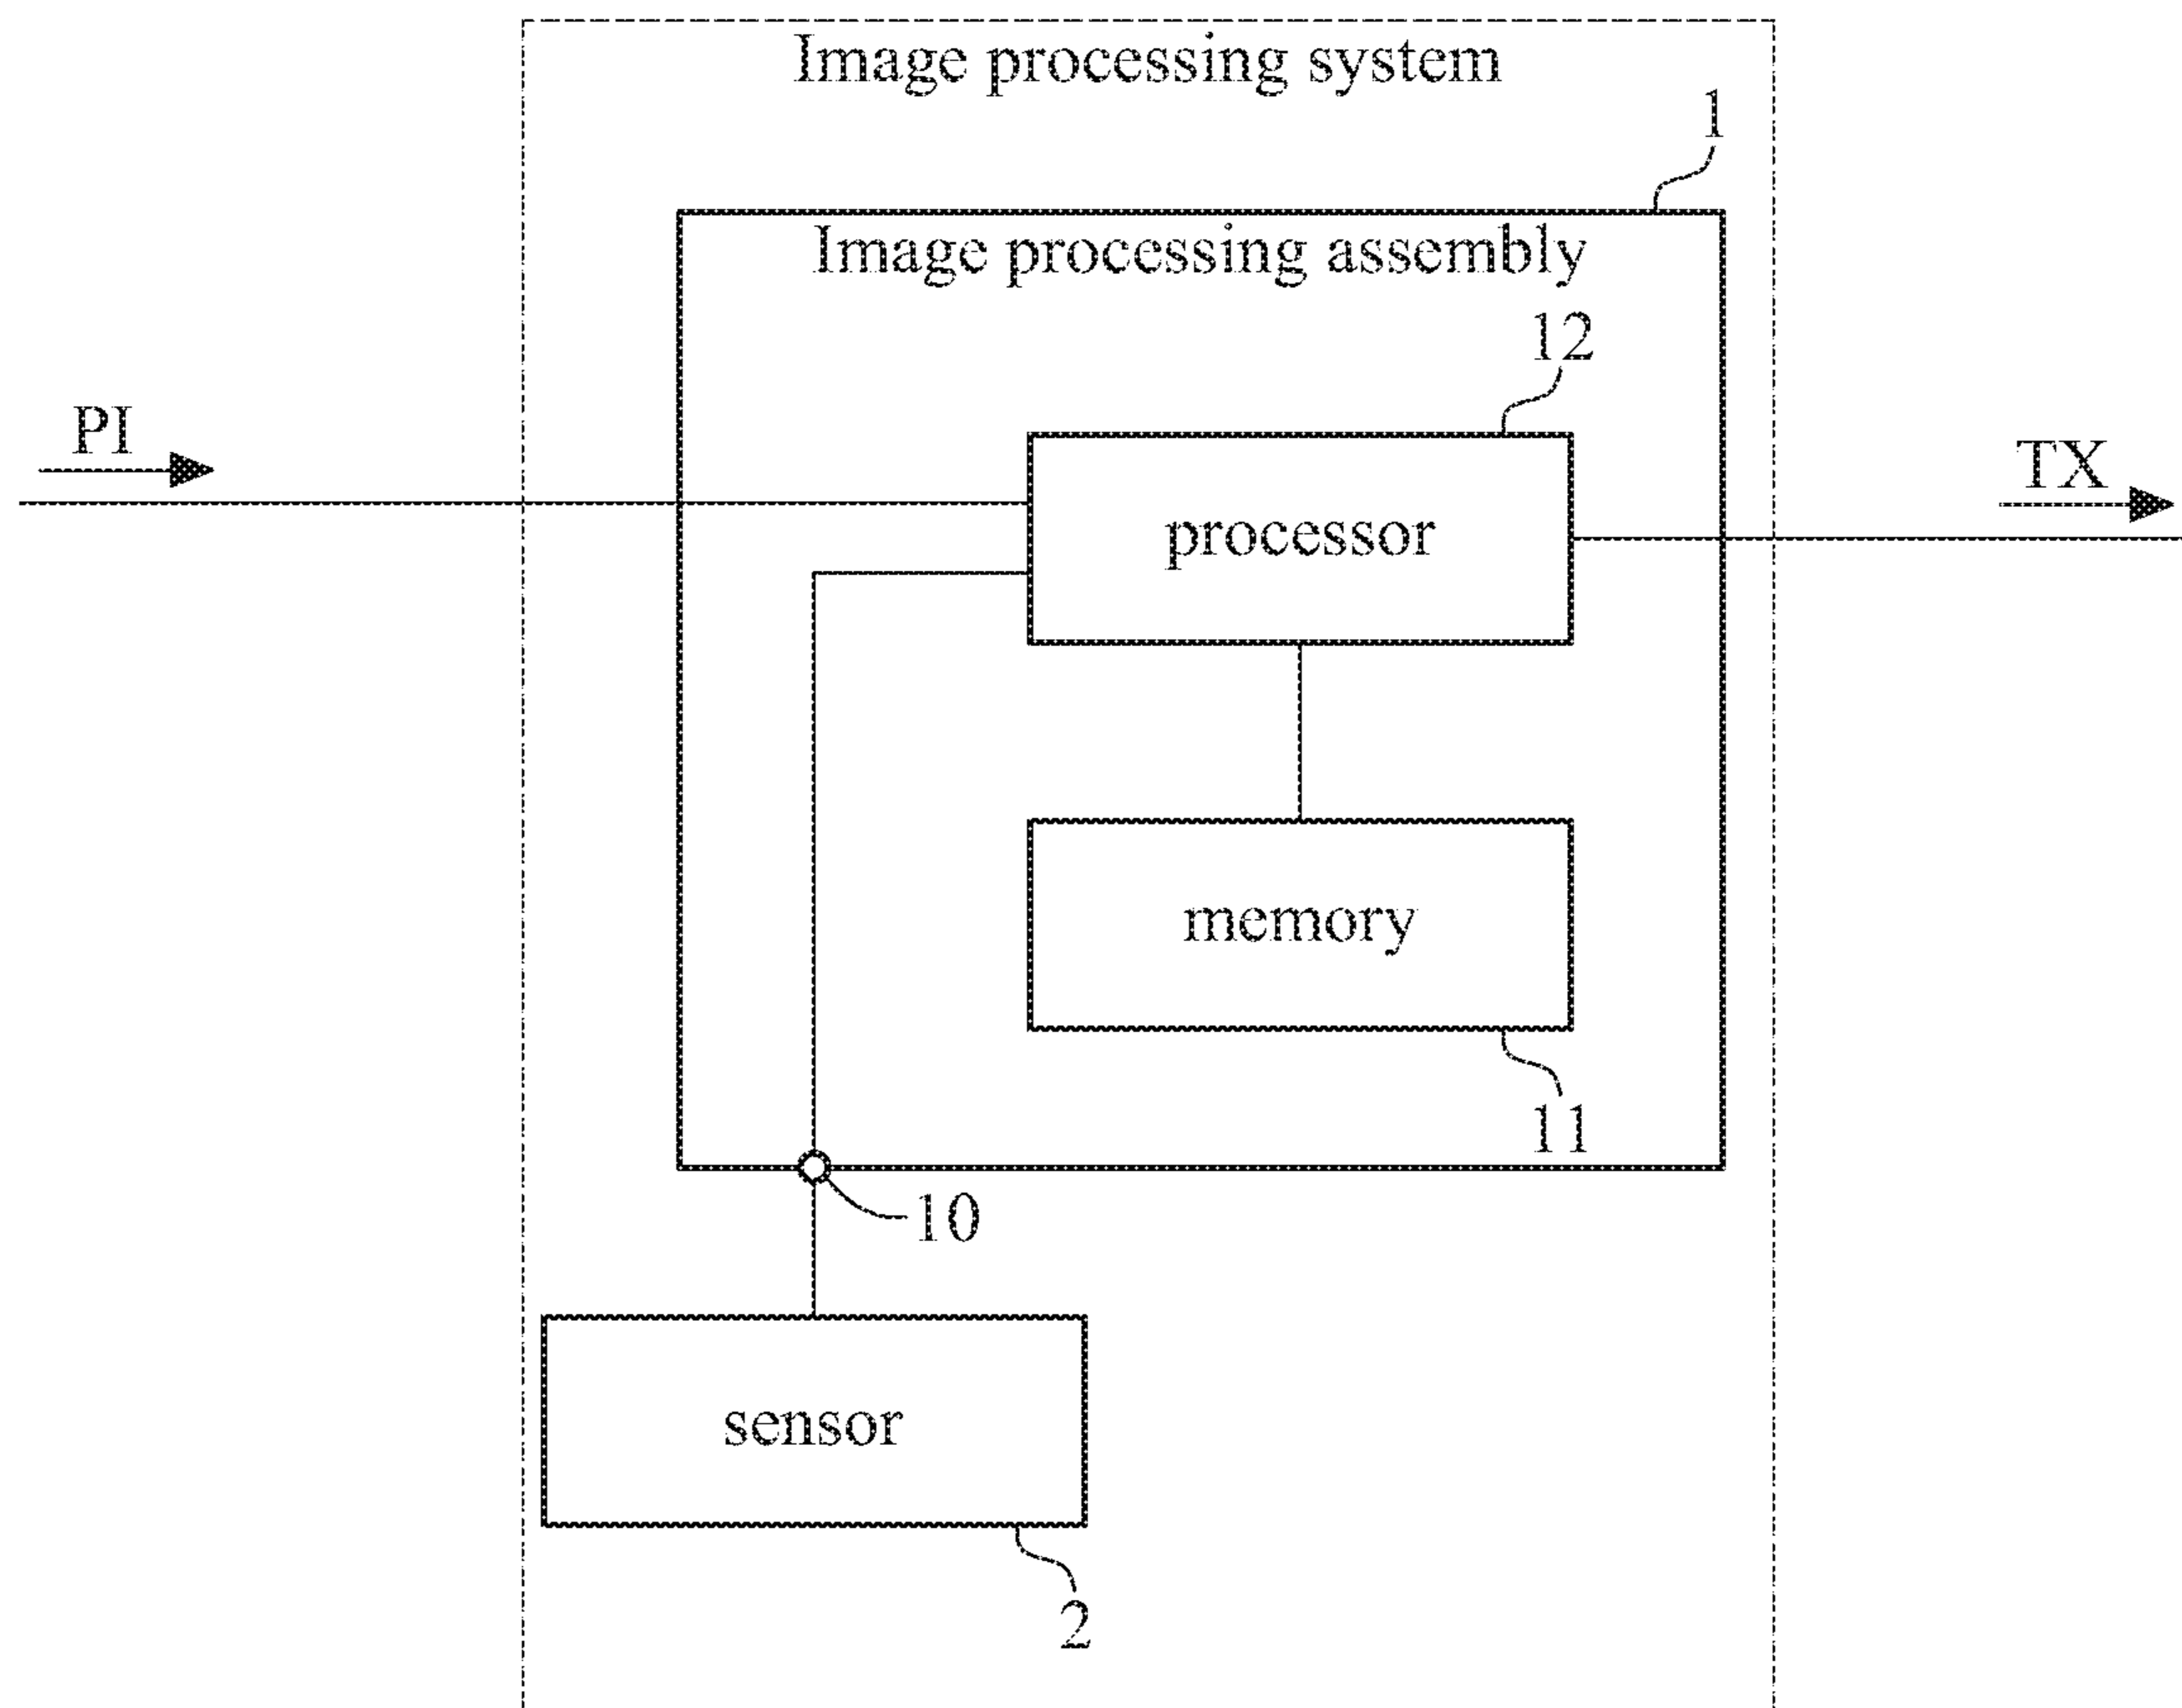 Image processing system
1
Image processing assembly
12
PI
TX
processor
memory
11
10
sensor
2